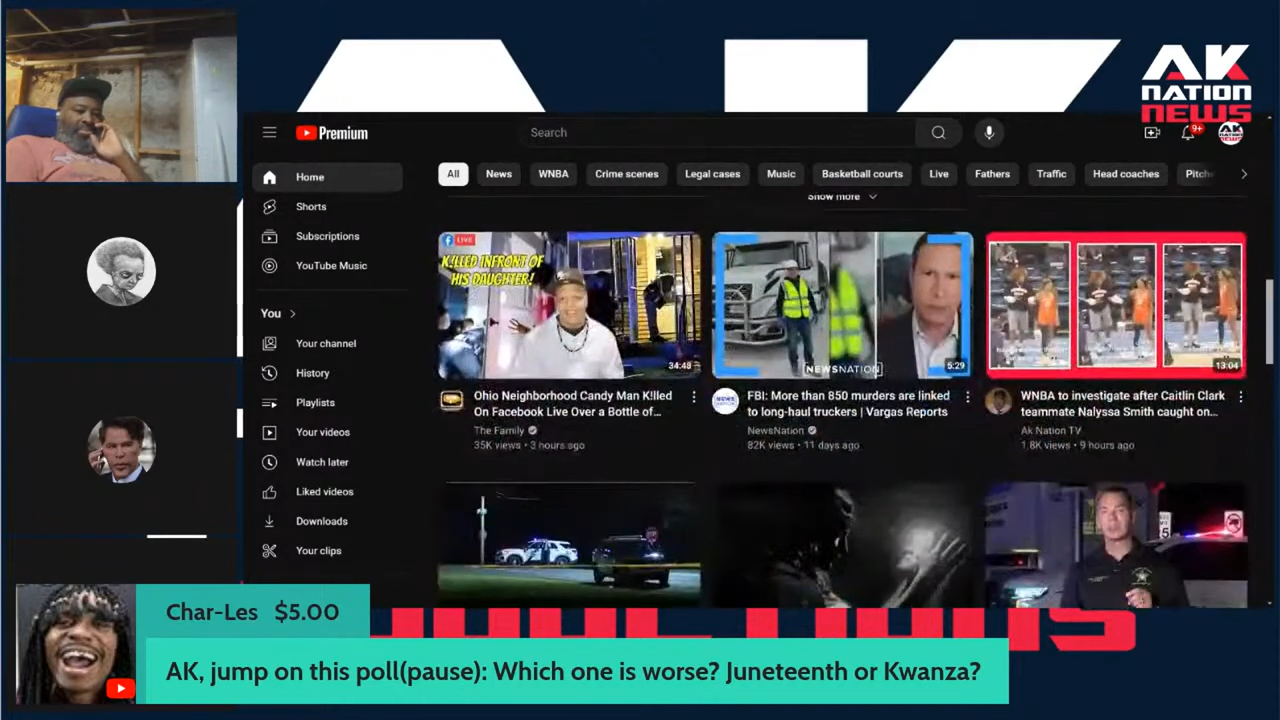 AK
NATION
NEWS
Premium
Search
9+
Home
Shorts
Subscriptions
YouTube Music
You
Your channel
History
Playlists
Your videos
Watch later
Liked videos
Downloads
Your clips
All
News
WNBA
Crime scenes
Legal cases
Music
Basketball courts
Live
Fathers
Traffic
Head coaches
Pitch
Show more
LIVE
K!LLED INFRONT OF
HIS DAUGHTER!
34:48
Ohio Neighborhood Candy Man K!lled
On Facebook Live Over a Bottle of...
The Family
35K views • 3 hours ago
NEWSNATION
5:29
FBI: More than 850 murders are linked
to long-haul truckers | Vargas Reports
NewsNation
82K views • 11 days ago
13:04
WNBA to investigate after Caitlin Clark
teammate Nalyssa Smith caught on...
Ak Nation TV
1.8K views • 9 hours ago
Char-Les $5.00
AK, jump on this poll(pause): Which one is worse? Juneteenth or Kwanza?